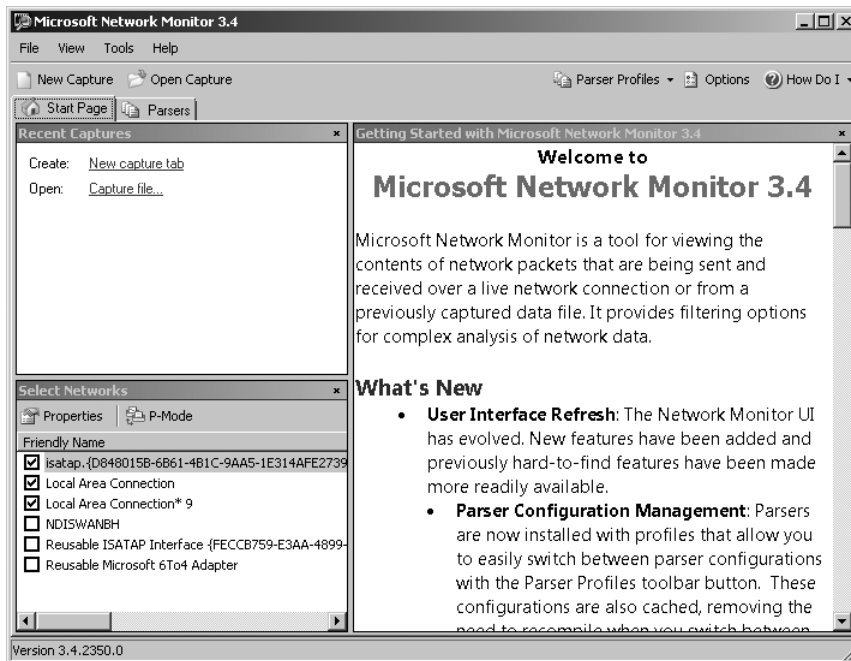 Microsoft Network Monitor 3.4
File View Tools Help
New Capture Open Capture Parser Profiles Options How Do I
Start Page Parsers
Recent Captures
Create: New capture tab
Open: Capture file...
Select Networks
Properties P-Mode
Friendly Name
isatap.{D848015B-6B61-4B1C-9AA5-1E314AFE2739
Local Area Connection
Local Area Connection* 9
NDISWANBH
Reusable ISATAP Interface {FECCB759-E3AA-4899-
Reusable Microsoft 6To4 Adapter
Getting Started with Microsoft Network Monitor 3.4
Welcome to
Microsoft Network Monitor 3.4
Microsoft Network Monitor is a tool for viewing the
contents of network packets that are being sent and
received over a live network connection or from a
previously captured data file. It provides filtering options
for complex analysis of network data.
What's New
• User Interface Refresh: The Network Monitor UI
has evolved. New features have been added and
previously hard-to-find features have been made
more readily available.
• Parser Configuration Management: Parsers
are now installed with profiles that allow you
to easily switch between parser configurations
with the Parser Profiles toolbar button. These
configurations are also cached, removing the
need to recompile when you switch between
Version 3.4.2350.0